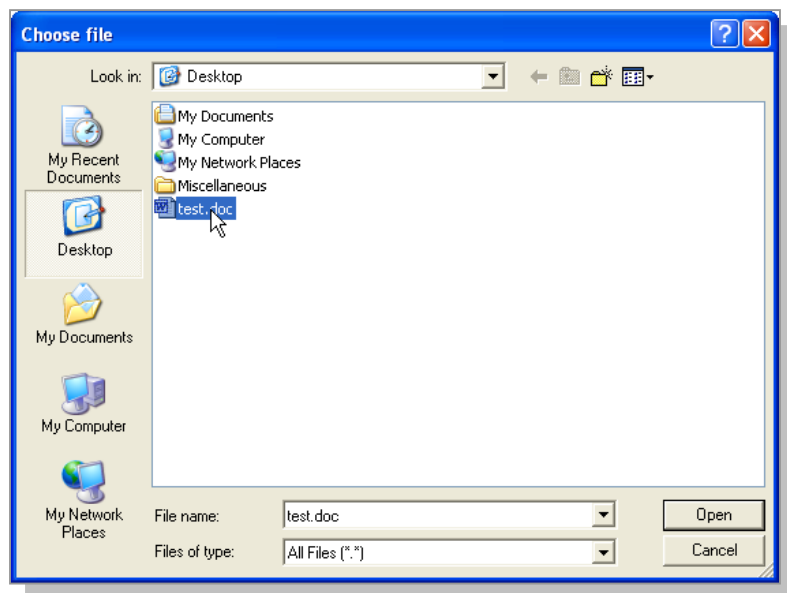 Choose file
Look in: Desktop
My Documents
My Computer
My Network Places
Miscellaneous
test.doc
My Recent
Documents
Desktop
My Documents
My Computer
My Network
Places
File name: test.doc Open
Files of type: All Files (*.*) Cancel